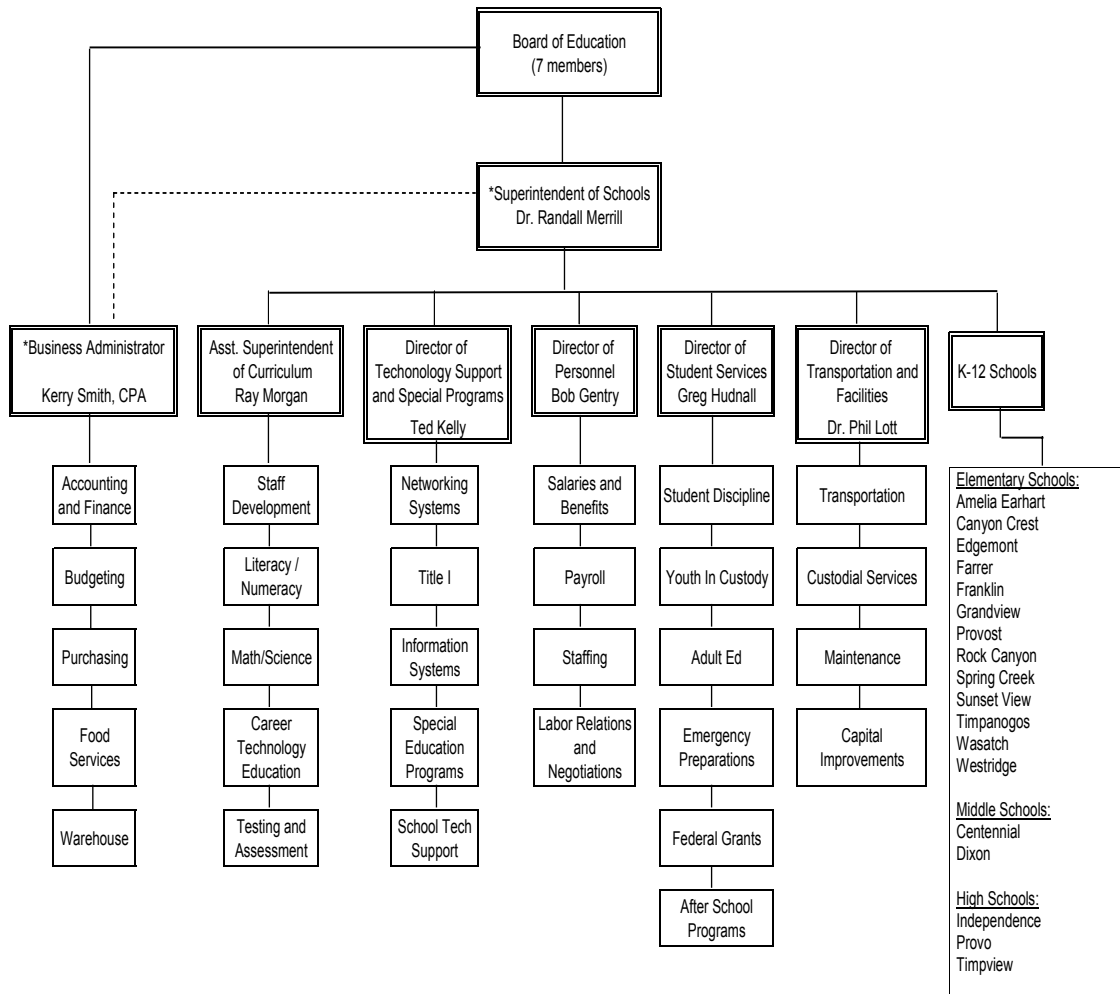 Board of Education
(7 members)
*Superintendent of Schools
Dr. Randall Merrill
*Business Administrator
Kerry Smith, CPA
Asst. Superintendent
of Curriculum
Ray Morgan
Director of
Techonology Support
and Special Programs
Ted Kelly
Director of
Personnel
Bob Gentry
Director of
Student Services
Greg Hudnall
Director of
Transportation and
Facilities
Dr. Phil Lott
K-12 Schools
Accounting
and Finance
Budgeting
Purchasing
Food
Services
Warehouse
Staff
Development
Literacy /
Numeracy
Math/Science
Career
Technology
Education
Testing and
Assessment
Networking
Systems
Title I
Information
Systems
Special
Education
Programs
School Tech
Support
Salaries and
Benefits
Payroll
Staffing
Labor Relations
and
Negotiations
Student Discipline
Youth In Custody
Adult Ed
Emergency
Preparations
Federal Grants
After School
Programs
Transportation
Custodial Services
Maintenance
Capital
Improvements
Elementary Schools:
Amelia Earhart
Canyon Crest
Edgemont
Farrer
Franklin
Grandview
Provost
Rock Canyon
Spring Creek
Sunset View
Timpanogos
Wasatch
Westridge
Middle Schools:
Centennial
Dixon
High Schools:
Independence
Provo
Timpview